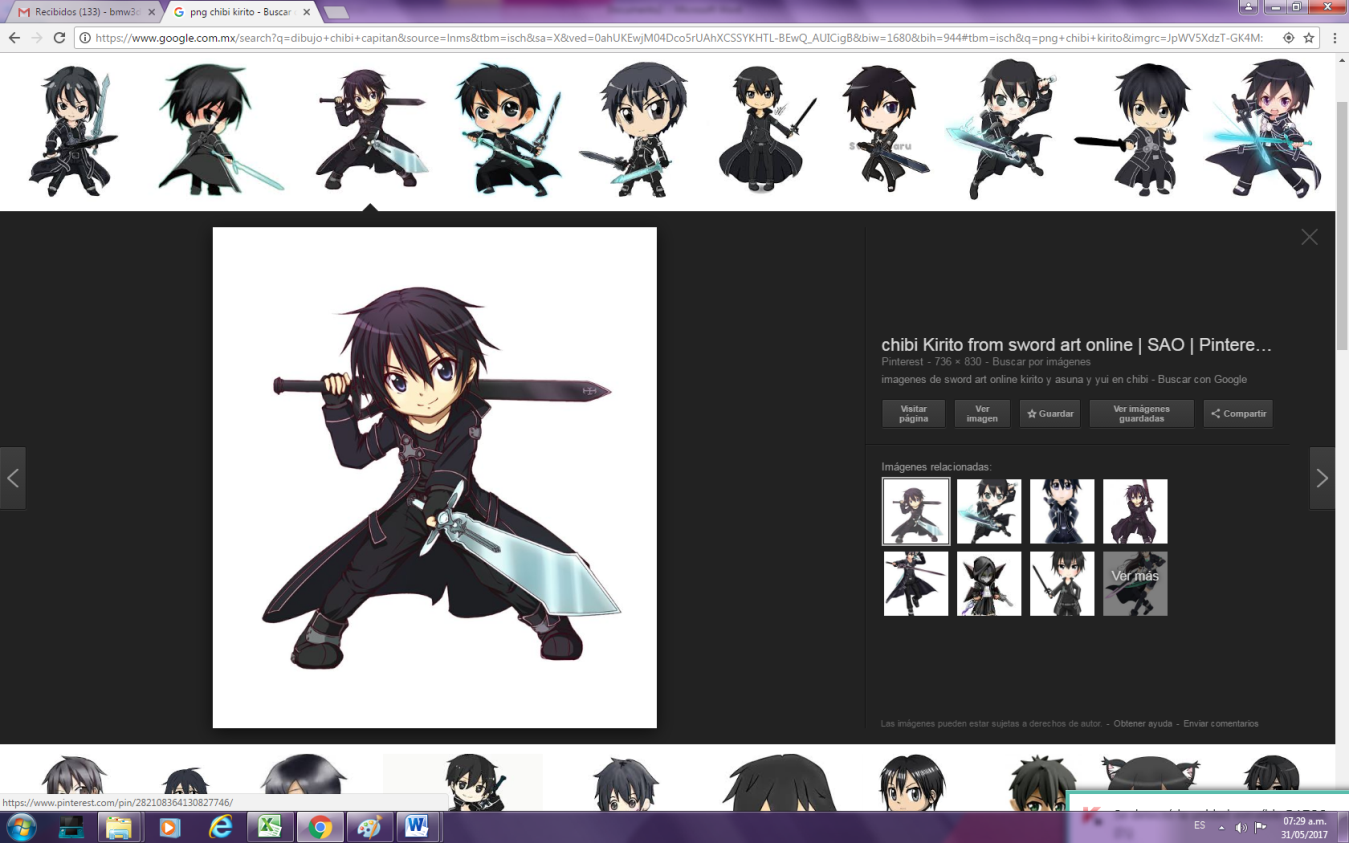 Recibidos (133) - bmw3d
png chibi kirito - Buscar
https://www.google.com.mx/search?q=dibujo+chibi+capitan&source=lnms&tbm=isch&sa=X&ved=0ahUKEwjM04Dco5rUAhXCSSYKHTL-BEwQ_AUICigB&biw=1680&bih=944#tbm=isch&q=png+chibi+kirito&imgrc=JpWV5XdzT-GK4M:
chibi Kirito from sword art online | SAO | Pintere…
Pinterest - 736 × 830 - Buscar por imágenes
imagenes de sword art online kirito y asuna y yui en chibi - Buscar con Google
Visitar página
Ver imagen
Guardar
Ver imágenes guardadas
Compartir
Imágenes relacionadas:
Ver más
Las imágenes pueden estar sujetas a derechos de autor. - Obtener ayuda - Enviar comentarios
https://www.pinterest.com/pin/282108364130827746/
ES
07:29 a.m.
31/05/2017